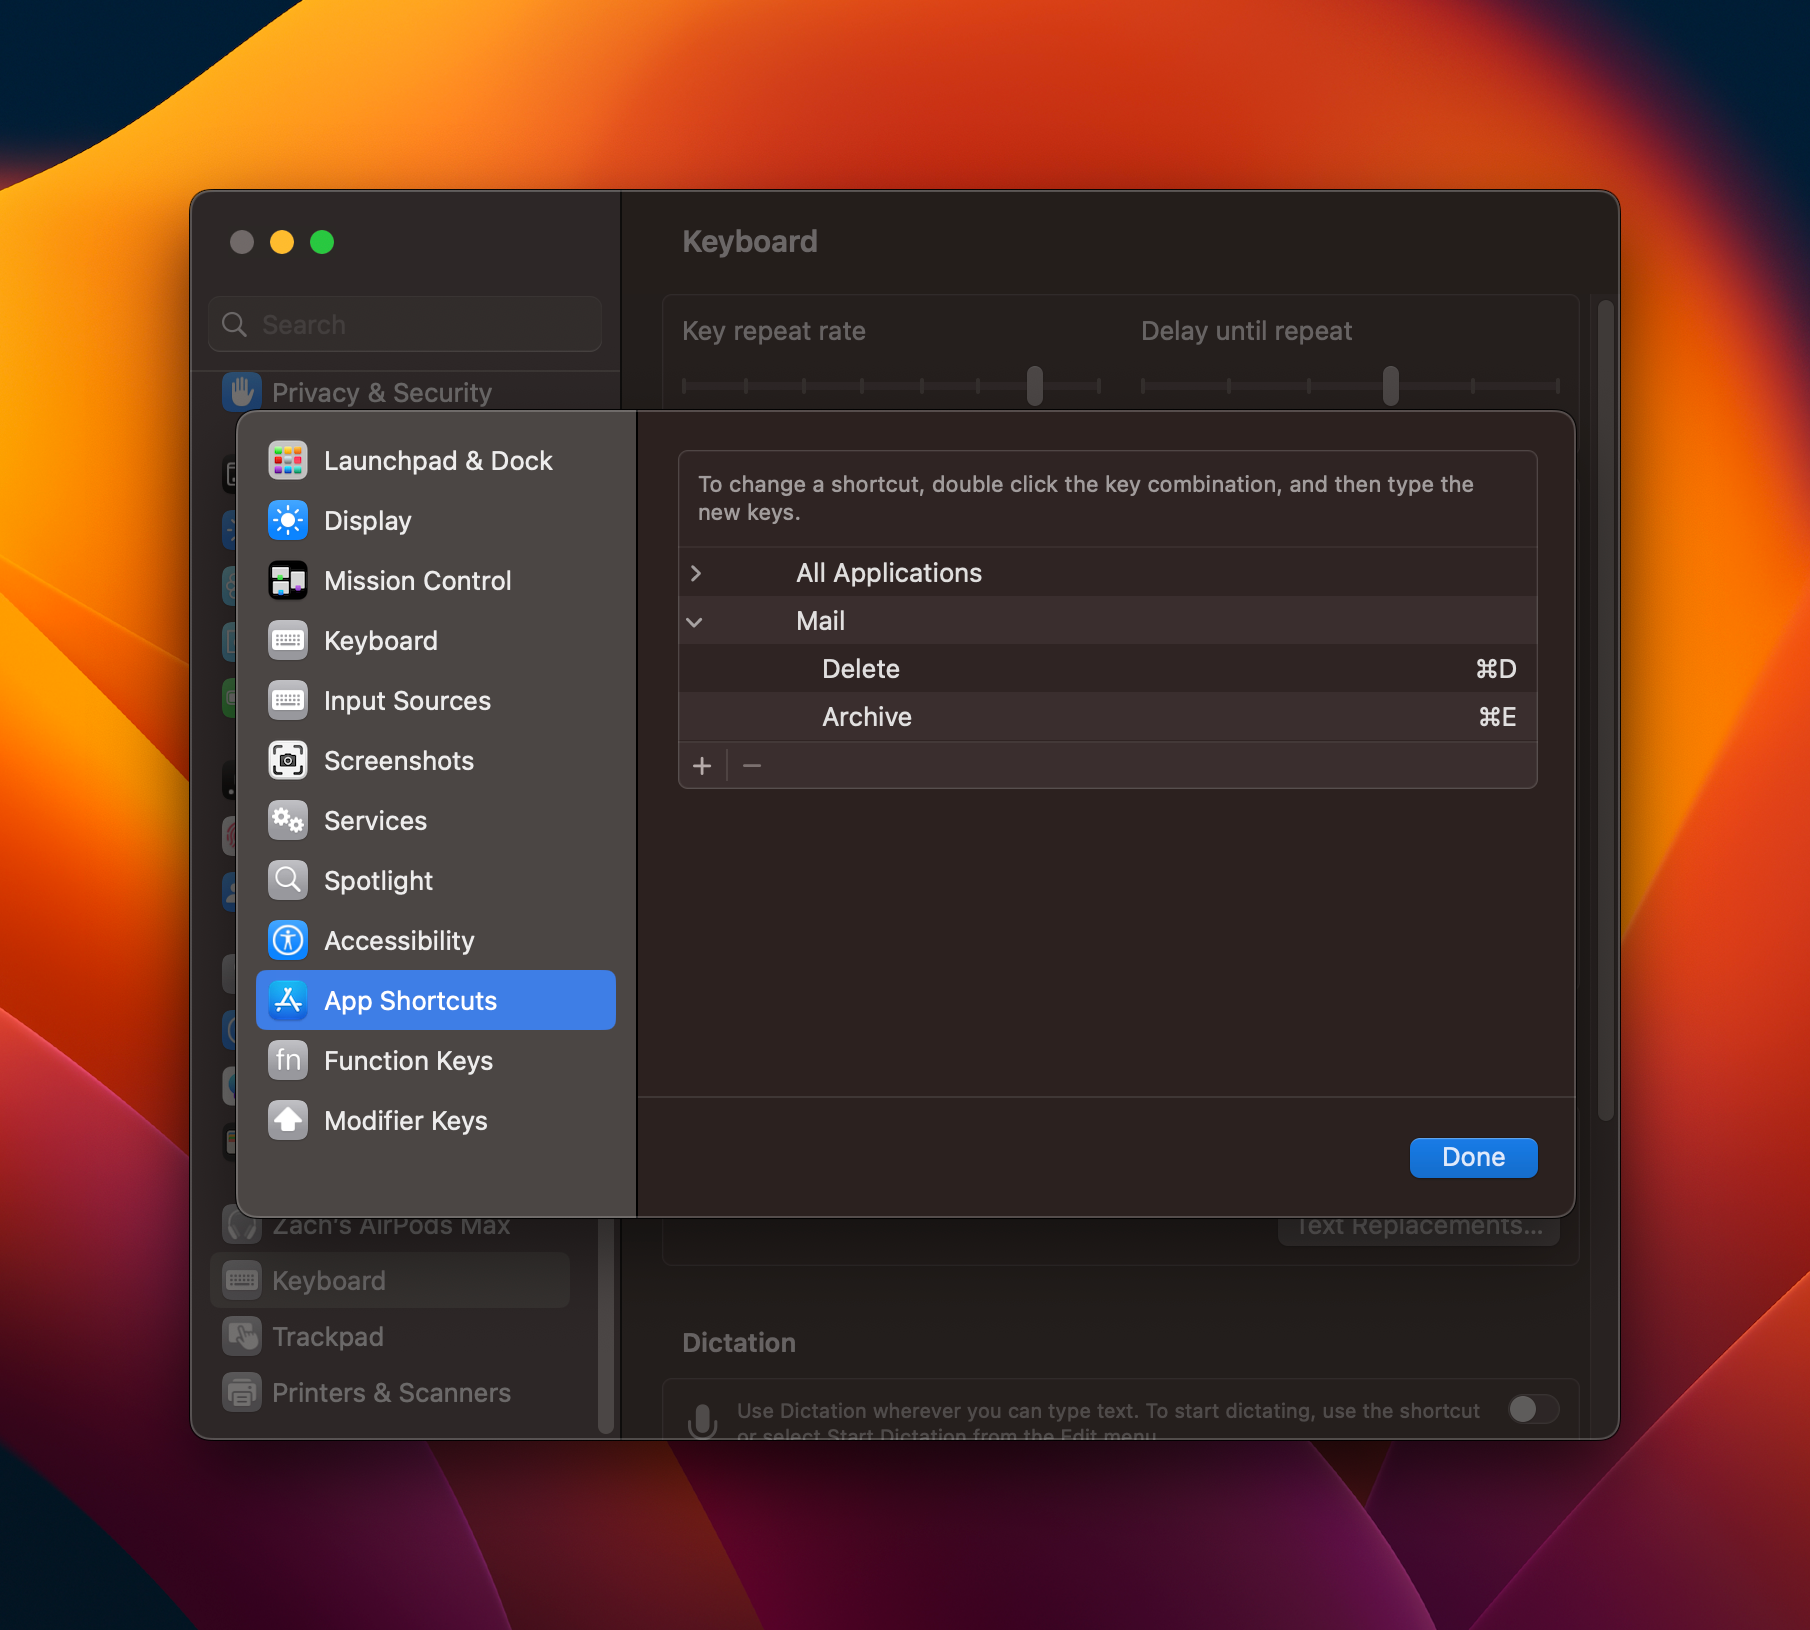 Keyboard
Search
Key repeat rate
Delay until repeat
Privacy & Security
Launchpad & Dock
Display
Mission Control
Keyboard
Input Sources
Screenshots
Services
Spotlight
Accessibility
App Shortcuts
fn
Function Keys
Modifier Keys
To change a shortcut, double click the key combination, and then type the
new keys.
All Applications
Mail
Delete ⌘D
Archive ⌘E
+ −
Done
Zach's AirPods Max
Keyboard
Trackpad
Printers & Scanners
Text Replacements...
Dictation
Use Dictation wherever you can type text. To start dictating, use the shortcut
or select Start Dictation from the Edit menu